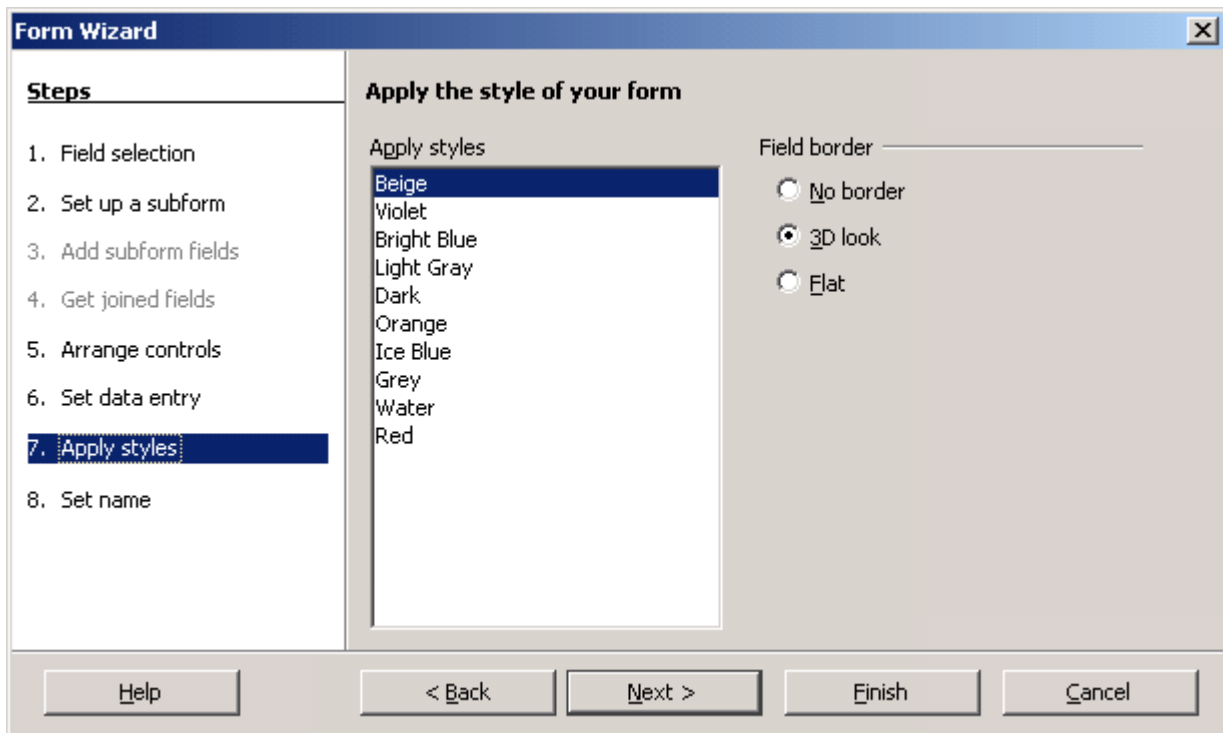 Form Wizard
Steps
1. Field selection
2. Set up a subform
3. Add subform fields
4. Get joined fields
5. Arrange controls
6. Set data entry
7. Apply styles
8. Set name
Apply the style of your form
Apply styles
Beige
Violet
Bright Blue
Light Gray
Dark
Orange
Ice Blue
Grey
Water
Red
Field border
No border
3D look
Flat
Help
< Back
Next >
Finish
Cancel